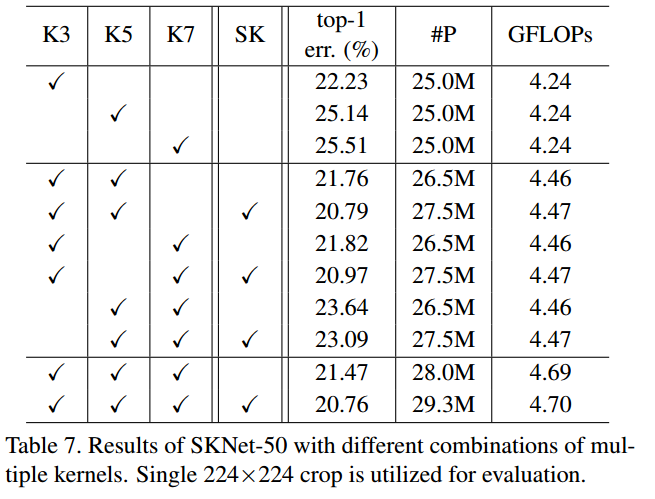 K3 K5 K7 SK top-1 err. (%) #P GFLOPs
✓ 22.23 25.0M 4.24
✓ 25.14 25.0M 4.24
✓ 25.51 25.0M 4.24
✓ ✓ 21.76 26.5M 4.46
✓ ✓ ✓ 20.79 27.5M 4.47
✓ ✓ 21.82 26.5M 4.46
✓ ✓ ✓ 20.97 27.5M 4.47
✓ ✓ 23.64 26.5M 4.46
✓ ✓ ✓ 23.09 27.5M 4.47
✓ ✓ ✓ 21.47 28.0M 4.69
✓ ✓ ✓ ✓ 20.76 29.3M 4.70
Table 7. Results of SKNet-50 with different combinations of mul-
tiple kernels. Single 224×224 crop is utilized for evaluation.